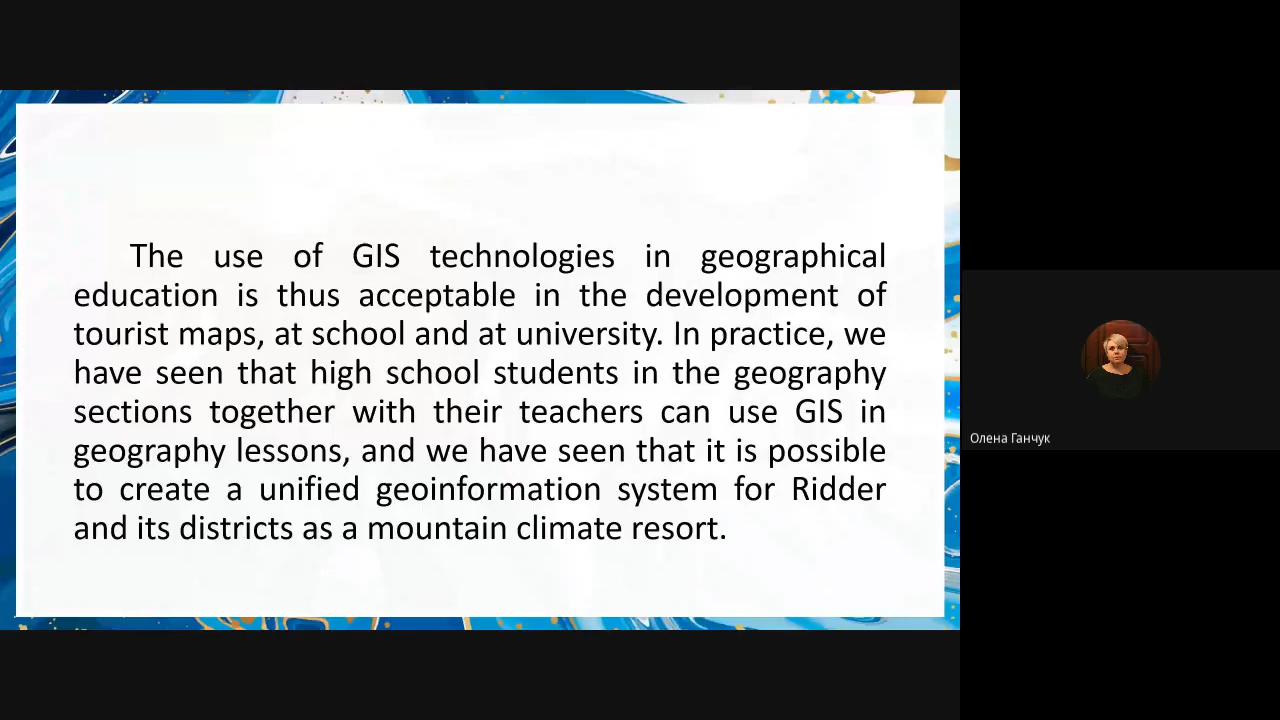 The use of GIS technologies in geographical
education is thus acceptable in the development of
tourist maps, at school and at university. In practice, we
have seen that high school students in the geography
sections together with their teachers can use GIS in
geography lessons, and we have seen that it is possible
to create a unified geoinformation system for Ridder
and its districts as a mountain climate resort.
Олена Ганчук